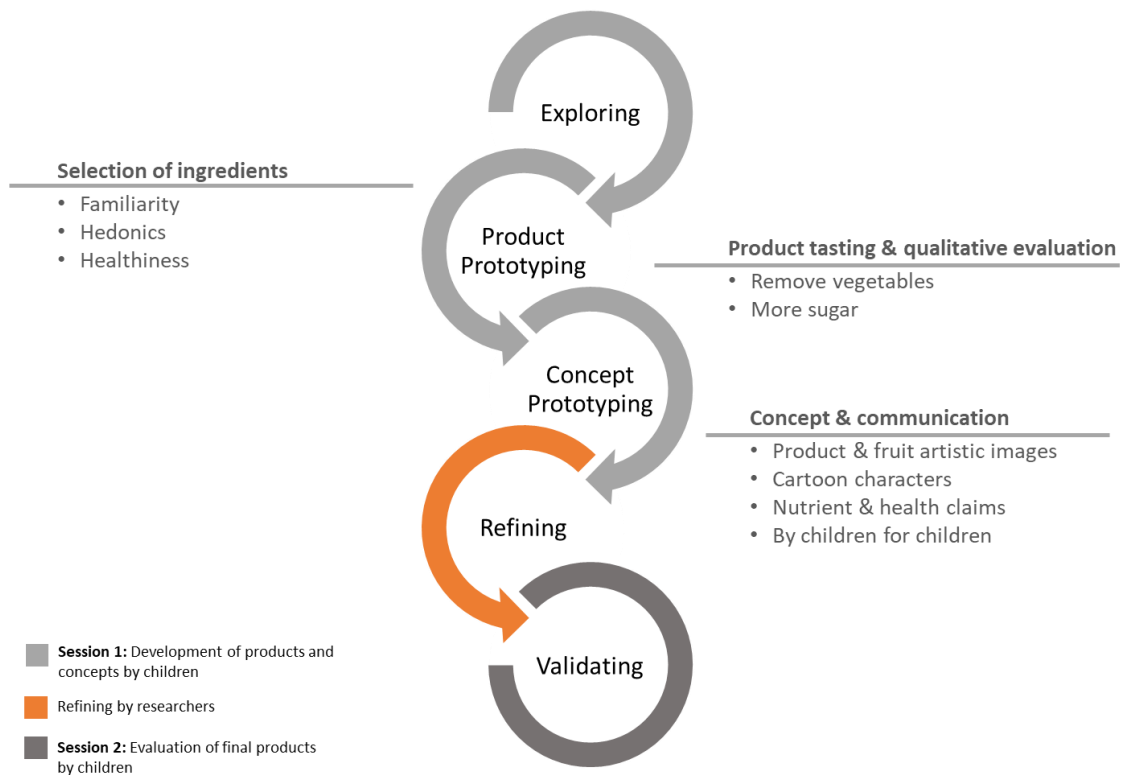 Exploring
Selection of ingredients
• Familiarity
• Hedonics
• Healthiness
Product
Prototyping
Product tasting & qualitative evaluation
• Remove vegetables
• More sugar
Concept
Prototyping
Concept & communication
• Product & fruit artistic images
• Cartoon characters
• Nutrient & health claims
• By children for children
Refining
Validating
Session 1: Development of products and
concepts by children
Refining by researchers
Session 2: Evaluation of final products
by children